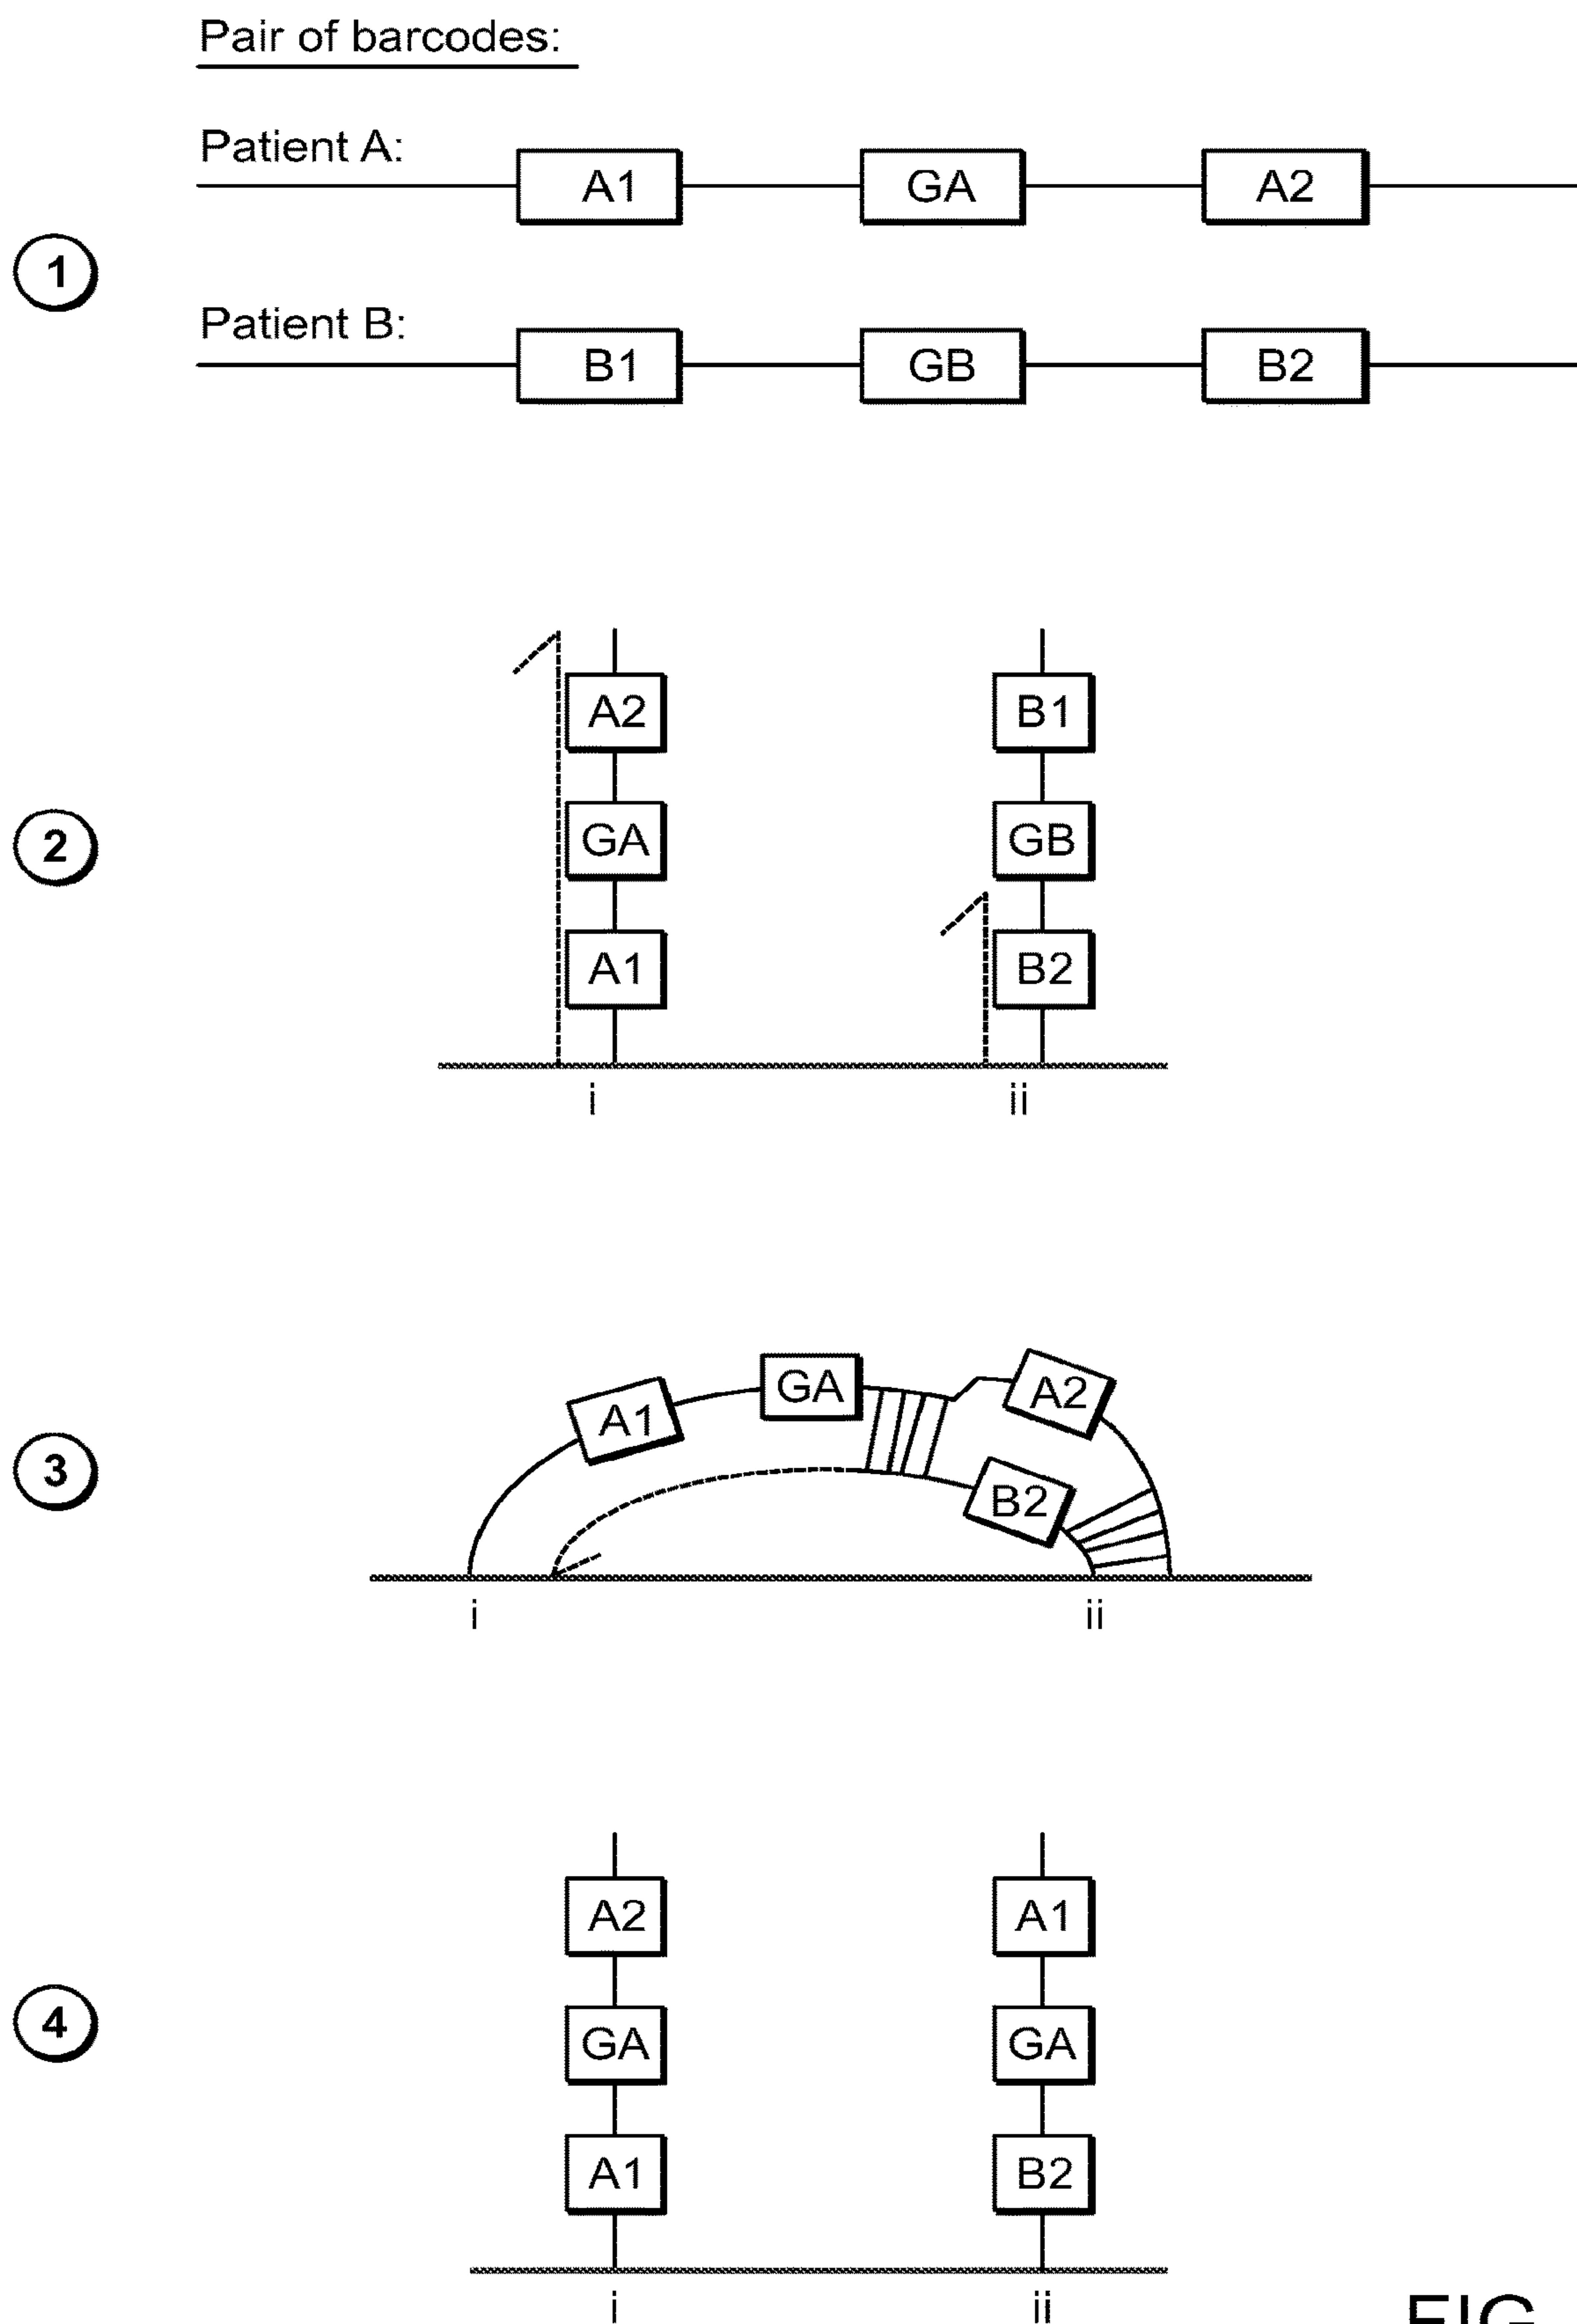 Pair of barcodes:
Patient A:
A1 GA A2
1
Patient B:
B1 GB B2
A2 B1
2
GA GB
A1 B2
i ii
GA A2
A1
3
B2
i ii
A2 A1
4
GA GA
A1 B2
i ii
FIG